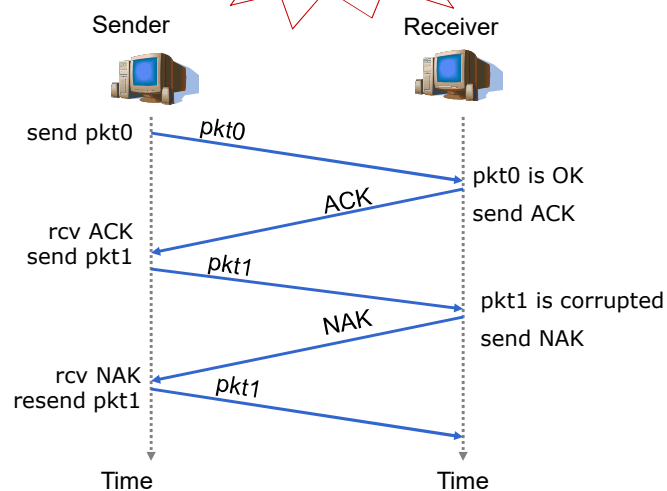 Sender
Receiver
send pkt0
pkt0
pkt0 is OK
ACK
send ACK
rcv ACK
send pkt1
pkt1
pkt1 is corrupted
NAK
send NAK
rcv NAK
resend pkt1
pkt1
Time
Time